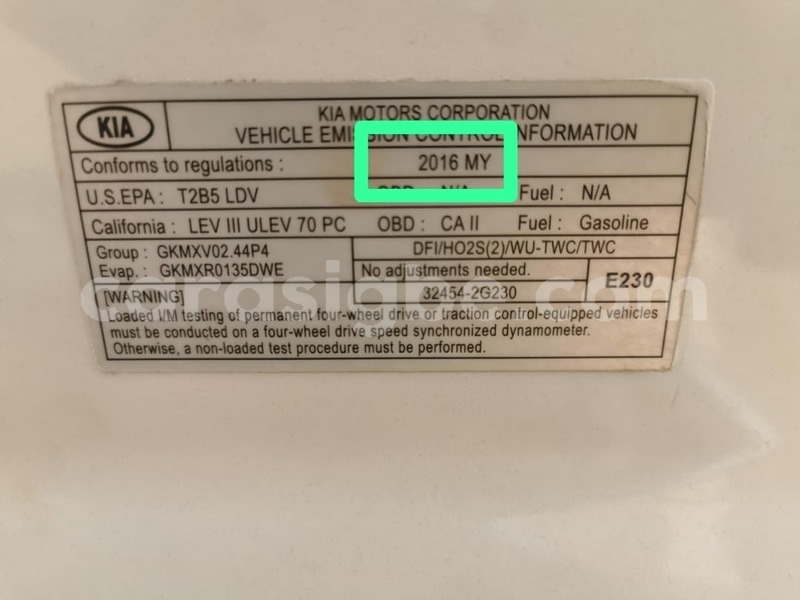 KIA
KIA MOTORS CORPORATION
VEHICLE EMISSION CONTROL INFORMATION
Conforms to regulations : 2016 MY
U.S.EPA : T2B5 LDV OBD : N/A Fuel : N/A
California : LEV III ULEV 70 PC OBD : CA II Fuel : Gasoline
Group : GKMXV02.44P4 DFI/HO2S(2)/WU-TWC/TWC
Evap. : GKMXR0135DWE No adjustments needed. E230
[WARNING] 32454-2G230
Loaded I/M testing of permanent four-wheel drive or traction control-equipped vehicles
must be conducted on a four-wheel drive speed synchronized dynamometer.
Otherwise, a non-loaded test procedure must be performed.